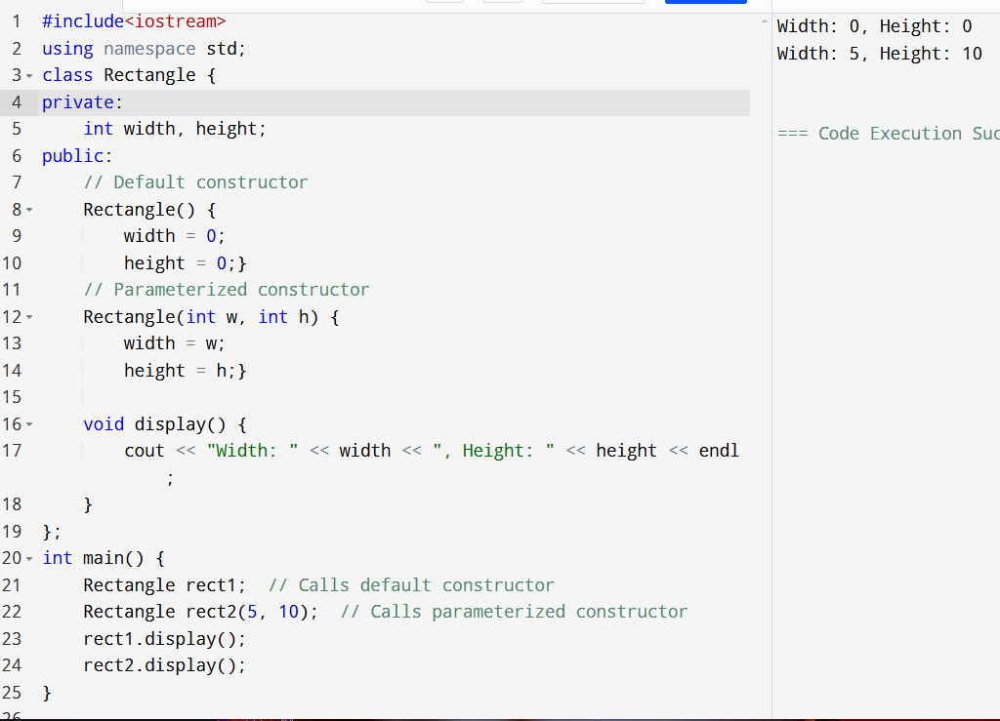 1 #include<iostream>
2 using namespace std;
3 class Rectangle {
4 private:
5     int width, height;
6 public:
7     // Default constructor
8     Rectangle() {
9         width = 0;
10         height = 0;}
11     // Parameterized constructor
12     Rectangle(int w, int h) {
13         width = w;
14         height = h;}
15
16     void display() {
17         cout << "Width: " << width << ", Height: " << height << endl
            ;
18     }
19 };
20 int main() {
21     Rectangle rect1;  // Calls default constructor
22     Rectangle rect2(5, 10);  // Calls parameterized constructor
23     rect1.display();
24     rect2.display();
25 }
26
Width: 0, Height: 0
Width: 5, Height: 10
=== Code Execution Suc